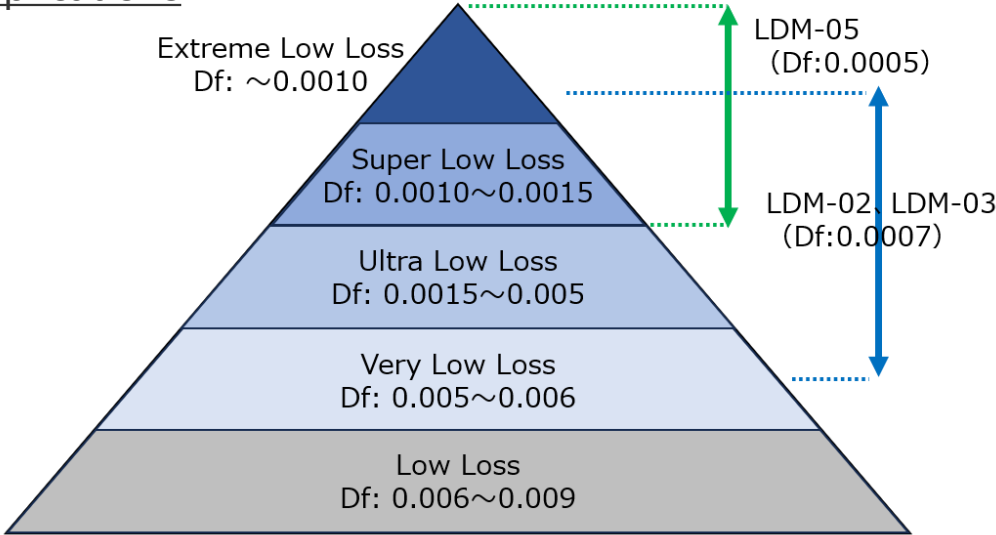 Extreme Low Loss
Df: ～0.0010
Super Low Loss
Df: 0.0010～0.0015
Ultra Low Loss
Df: 0.0015～0.005
Very Low Loss
Df: 0.005～0.006
Low Loss
Df: 0.006～0.009
LDM-05
（Df:0.0005）
LDM-02、LDM-03
（Df:0.0007）